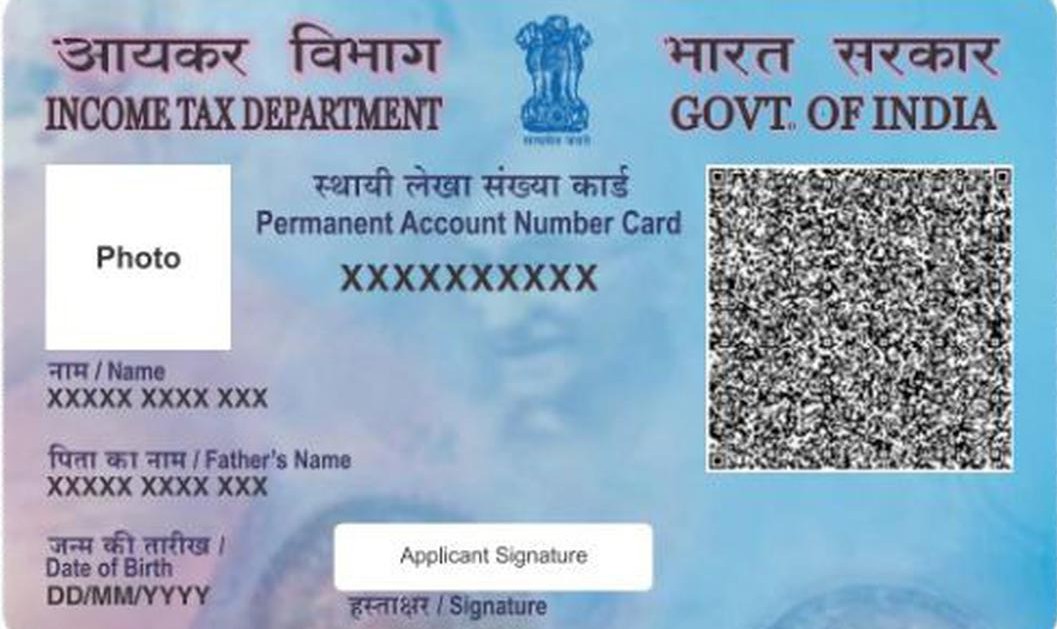 आयकर विभाग
भारत सरकार
INCOME TAX DEPARTMENT
GOVT. OF INDIA
सत्यमेव जयते
स्थायी लेखा संख्या कार्ड
Permanent Account Number Card
XXXXXXXXXX
Photo
नाम / Name
XXXXX XXXX XXX
पिता का नाम / Father's Name
XXXXX XXXX XXX
जन्म की तारीख /
Date of Birth
DD/MM/YYYY
Applicant Signature
हस्ताक्षर / Signature